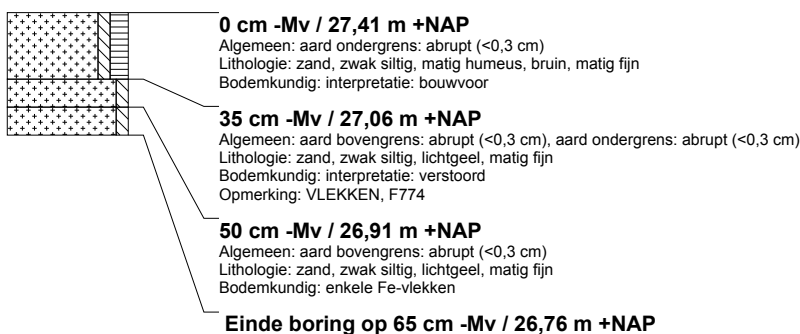 0 cm -Mv / 27,41 m +NAP
Algemeen: aard ondergrens: abrupt (<0,3 cm)
Lithologie: zand, zwak siltig, matig humeus, bruin, matig fijn
Bodemkundig: interpretatie: bouwvoor
35 cm -Mv / 27,06 m +NAP
Algemeen: aard bovengrens: abrupt (<0,3 cm), aard ondergrens: abrupt (<0,3 cm)
Lithologie: zand, zwak siltig, lichtgeel, matig fijn
Bodemkundig: interpretatie: verstoord
Opmerking: VLEKKEN, F774
50 cm -Mv / 26,91 m +NAP
Algemeen: aard bovengrens: abrupt (<0,3 cm)
Lithologie: zand, zwak siltig, lichtgeel, matig fijn
Bodemkundig: enkele Fe-vlekken
Einde boring op 65 cm -Mv / 26,76 m +NAP